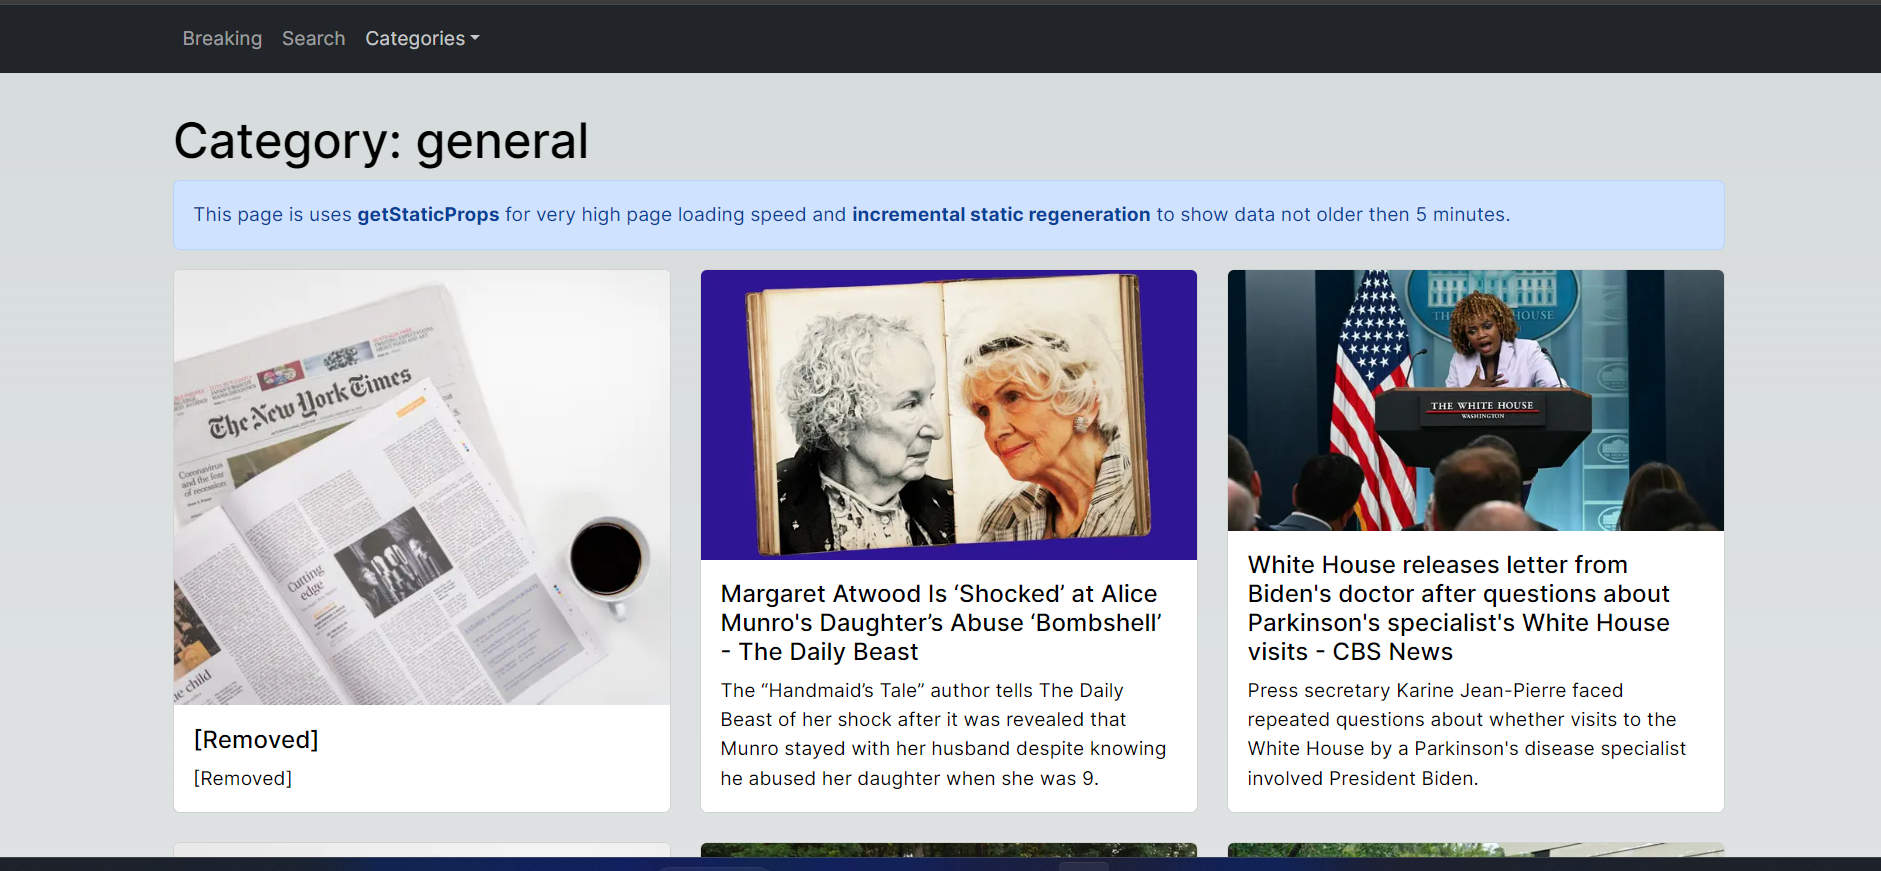 Breaking Search Categories
Category: general
This page is uses getStaticProps for very high page loading speed and incremental static regeneration to show data not older then 5 minutes.
The New York Times
Coronavirus
and the fear
of recession
Cutting
edge
THE WHITE HOUSE
WASHINGTON
[Removed]
[Removed]
Margaret Atwood Is ‘Shocked’ at Alice
Munro's Daughter’s Abuse ‘Bombshell’
- The Daily Beast
The “Handmaid’s Tale” author tells The Daily
Beast of her shock after it was revealed that
Munro stayed with her husband despite knowing
he abused her daughter when she was 9.
White House releases letter from
Biden's doctor after questions about
Parkinson's specialist's White House
visits - CBS News
Press secretary Karine Jean-Pierre faced
repeated questions about whether visits to the
White House by a Parkinson's disease specialist
involved President Biden.